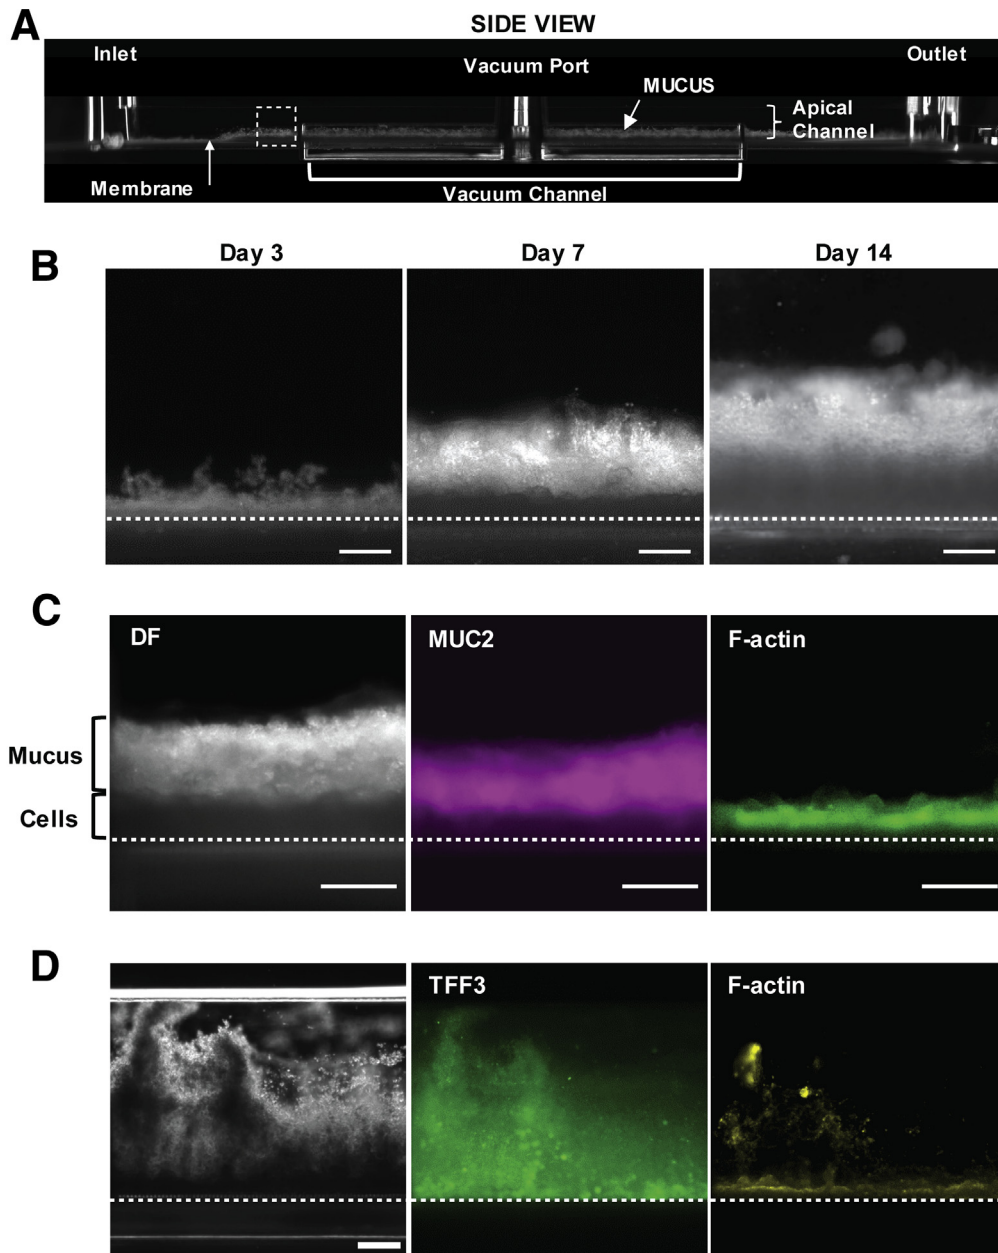 A
SIDE VIEW
Inlet
Vacuum Port
Outlet
MUCUS
Apical
Channel
Membrane
Vacuum Channel
B
Day 3
Day 7
Day 14
C
DF
MUC2
F-actin
Mucus
Cells
D
TFF3
F-actin